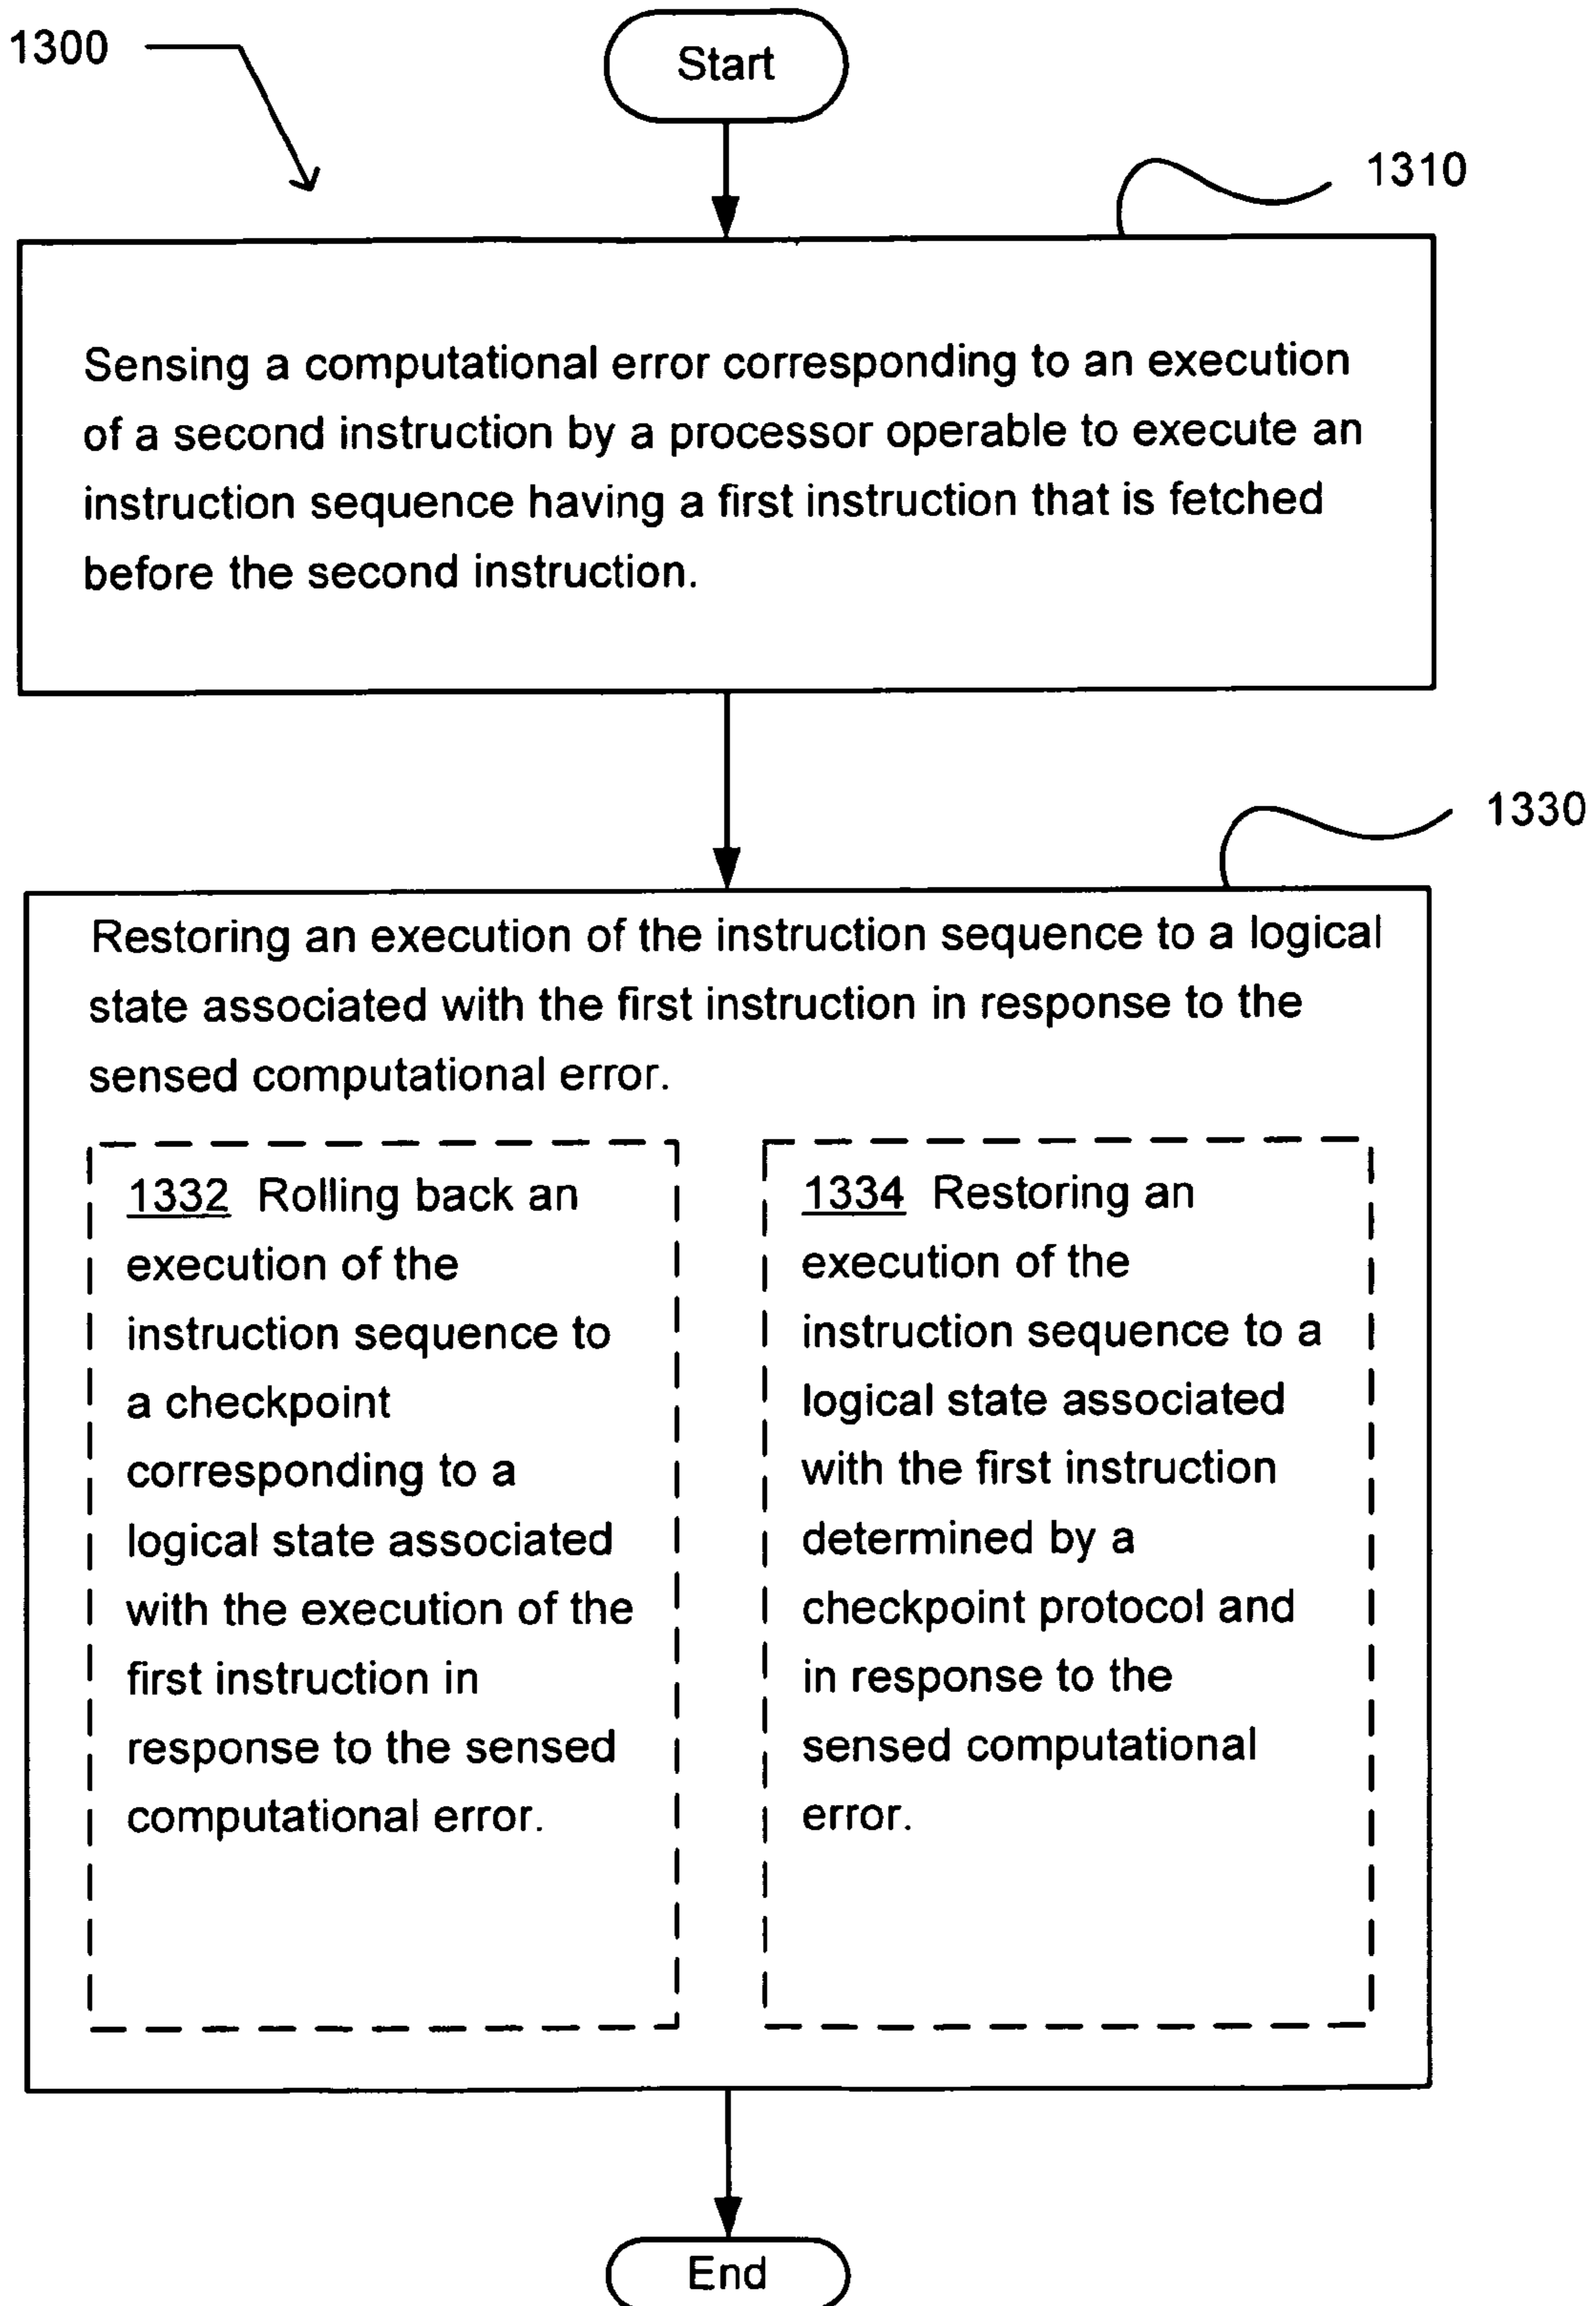 1300
Start
1310
Sensing a computational error corresponding to an execution
of a second instruction by a processor operable to execute an
instruction sequence having a first instruction that is fetched
before the second instruction.
1330
Restoring an execution of the instruction sequence to a logical
state associated with the first instruction in response to the
sensed computational error.
1332 Rolling back an
execution of the
instruction sequence to
a checkpoint
corresponding to a
logical state associated
with the execution of the
first instruction in
response to the sensed
computational error.
1334 Restoring an
execution of the
instruction sequence to a
logical state associated
with the first instruction
determined by a
checkpoint protocol and
in response to the
sensed computational
error.
End